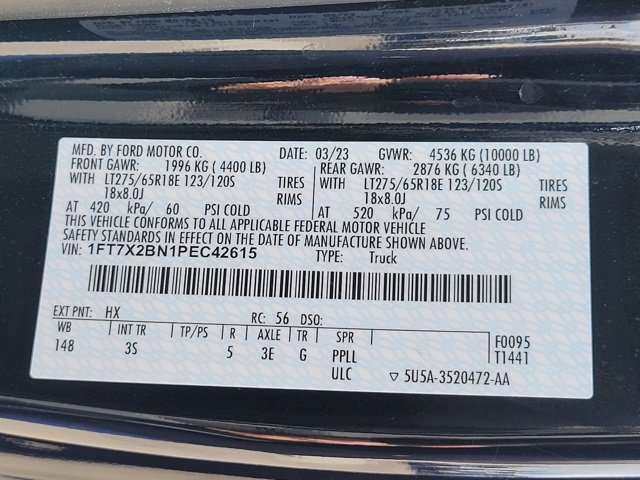 MFD. BY FORD MOTOR CO. DATE: 03/23 GVWR: 4536 KG (10000 LB)
FRONT GAWR: 1996 KG ( 4400 LB) REAR GAWR: 2876 KG ( 6340 LB)
WITH LT275/65R18E 123/120S TIRES WITH LT275/65R18E 123/120S TIRES
18x8.0J RIMS 18x8.0J RIMS
AT 420 kPa/ 60 PSI COLD AT 520 kPa/ 75 PSI COLD
THIS VEHICLE CONFORMS TO ALL APPLICABLE FEDERAL MOTOR VEHICLE
SAFETY STANDARDS IN EFFECT ON THE DATE OF MANUFACTURE SHOWN ABOVE.
VIN: 1FT7X2BN1PEC42615 TYPE: Truck
EXT PNT: HX RC: 56 DSO:
WB INT TR TP/PS R AXLE TR SPR F0095
148 3S 5 3E G PPLL T1441
ULC ▽ 5U5A-3520472-AA